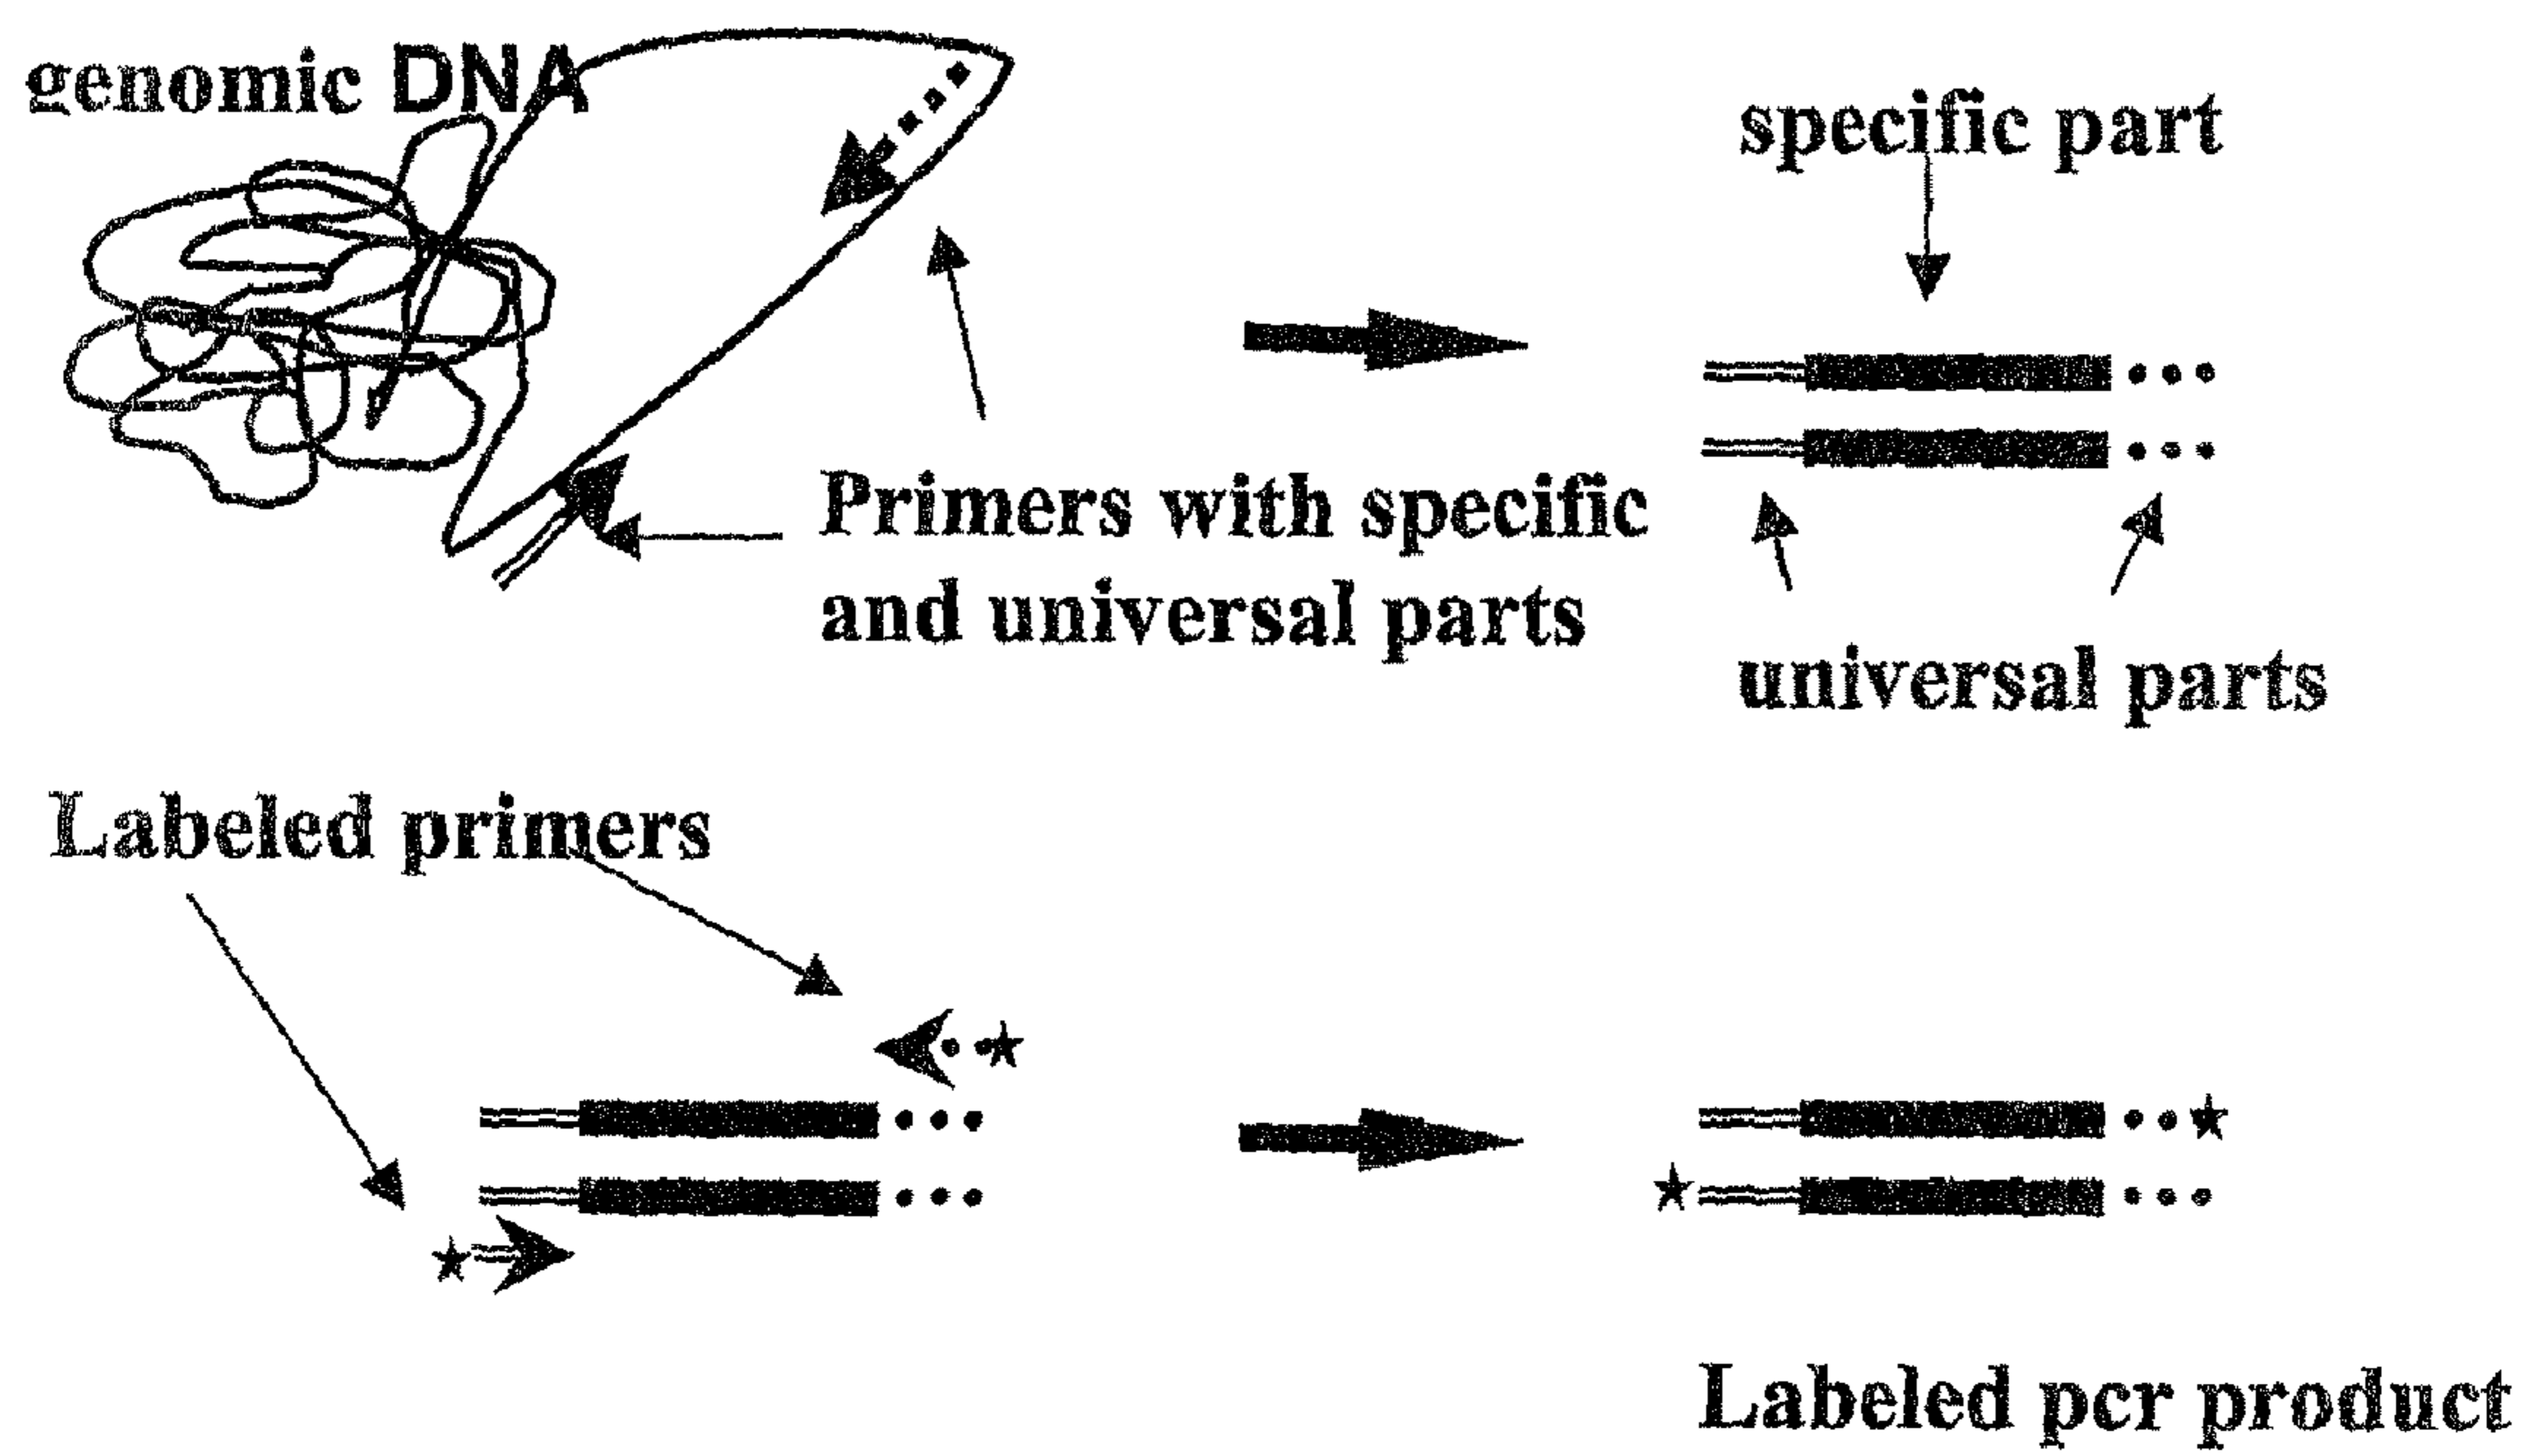 genomic DNA
specific part
Primers with specific
and universal parts
universal parts
Labeled primers
Labeled pcr product